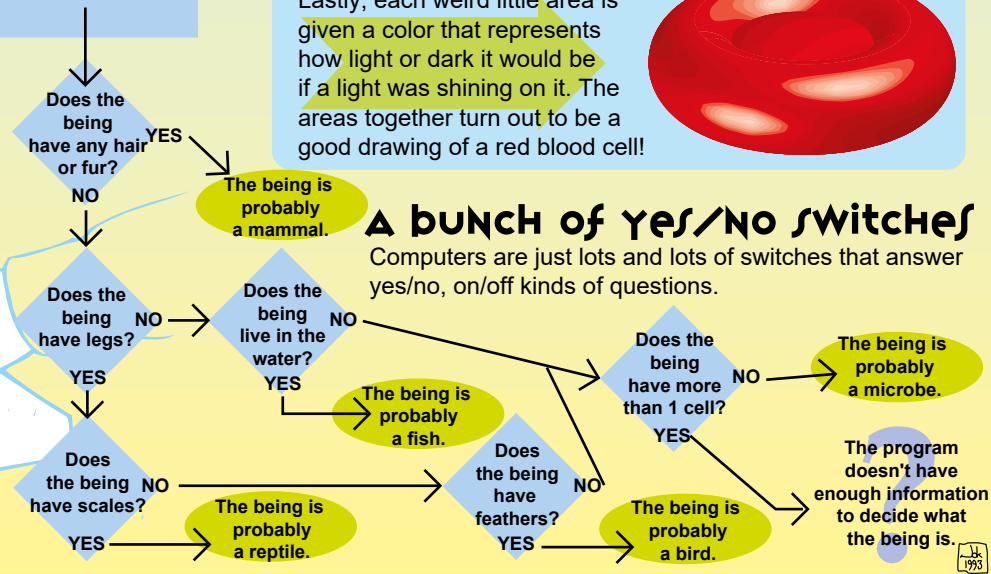 Lastly, each weird little area is
given a color that represents
how light or dark it would be
if a light was shining on it. The
areas together turn out to be a
good drawing of a red blood cell!
Does the
being
have any hair
or fur?
YES
NO
The being is
probably
a mammal.
A bunch of Yes/No Switches
Computers are just lots and lots of switches that answer
yes/no, on/off kinds of questions.
Does the
being
have legs?
NO
YES
Does the
being
live in the
water?
NO
YES
The being is
probably
a fish.
Does the
being
have more
than 1 cell?
NO
YES
The being is
probably
a microbe.
Does
the being
have scales?
NO
YES
The being is
probably
a reptile.
Does
the being
have
feathers?
NO
YES
The being is
probably
a bird.
?
The program
doesn't have
enough information
to decide what
the being is.
1993